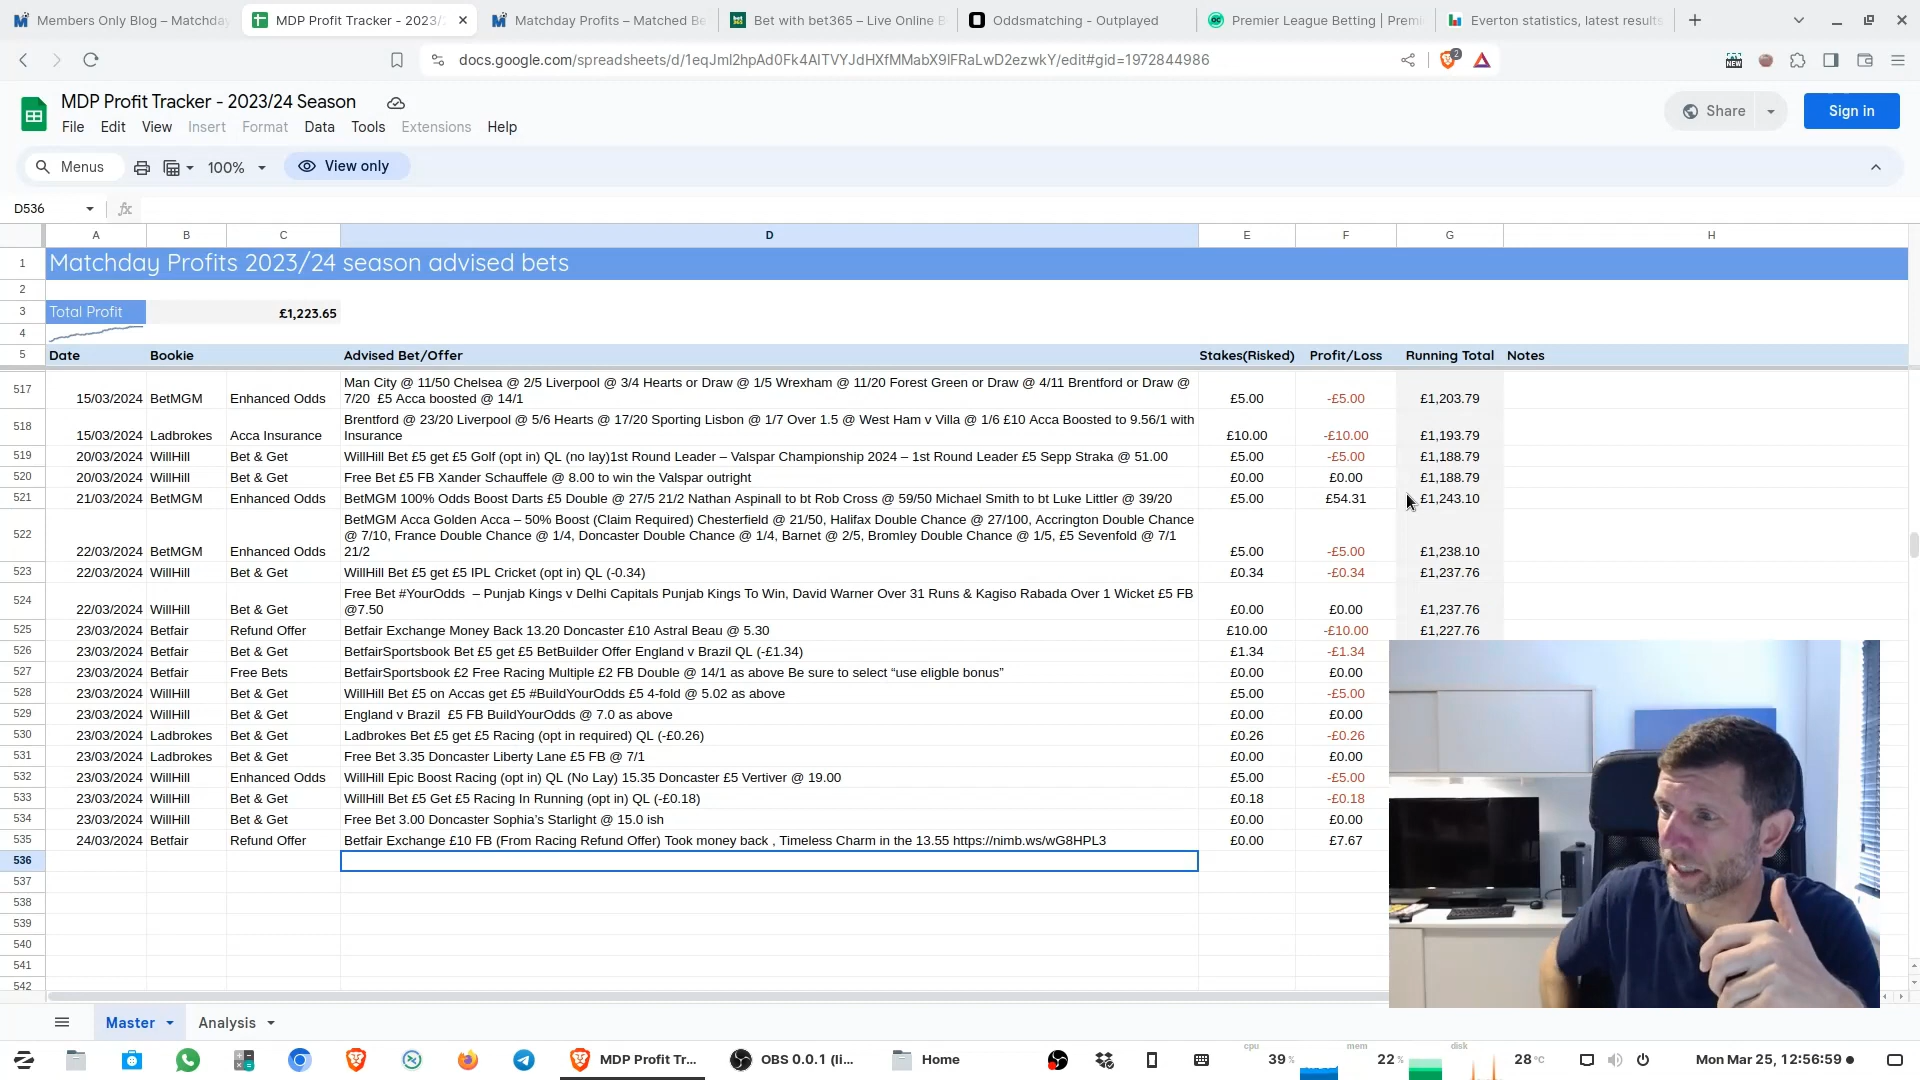 Members Only Blog – Matchday
MDP Profit Tracker - 2023/
Matchday Profits – Matched Be
Bet with bet365 – Live Online B
Oddsmatching - Outplayed
Premier League Betting | Premi
Everton statistics, latest results
docs.google.com/spreadsheets/d/1eqJml2hpAd0Fk4AITVYJdHXfMMabX9lFRaLwD2ezwkY/edit#gid=1972844986
2
NEW
MDP Profit Tracker - 2023/24 Season
File Edit View Insert Format Data Tools Extensions Help
Share
Sign in
Menus
100%
View only
D536
fx
A B C D E F G H
1 Matchday Profits 2023/24 season advised bets
2
3 Total Profit £1,223.65
4
5 Date Bookie Advised Bet/Offer Stakes(Risked) Profit/Loss Running Total Notes
517 15/03/2024 BetMGM Enhanced Odds Man City @ 11/50 Chelsea @ 2/5 Liverpool @ 3/4 Hearts or Draw @ 1/5 Wrexham @ 11/20 Forest Green or Draw @ 4/11 Brentford or Draw @
7/20 £5 Acca boosted @ 14/1 £5.00 -£5.00 £1,203.79
518 15/03/2024 Ladbrokes Acca Insurance Brentford @ 23/20 Liverpool @ 5/6 Hearts @ 17/20 Sporting Lisbon @ 1/7 Over 1.5 @ West Ham v Villa @ 1/6 £10 Acca Boosted to 9.56/1 with
Insurance £10.00 -£10.00 £1,193.79
519 20/03/2024 WillHill Bet & Get WillHill Bet £5 get £5 Golf (opt in) QL (no lay)1st Round Leader – Valspar Championship 2024 – 1st Round Leader £5 Sepp Straka @ 51.00 £5.00 -£5.00 £1,188.79
520 20/03/2024 WillHill Bet & Get Free Bet £5 FB Xander Schauffele @ 8.00 to win the Valspar outright £0.00 £0.00 £1,188.79
521 21/03/2024 BetMGM Enhanced Odds BetMGM 100% Odds Boost Darts £5 Double @ 27/5 21/2 Nathan Aspinall to bt Rob Cross @ 59/50 Michael Smith to bt Luke Littler @ 39/20 £5.00 £54.31 £1,243.10
522 22/03/2024 BetMGM Enhanced Odds BetMGM Acca Golden Acca – 50% Boost (Claim Required) Chesterfield @ 21/50, Halifax Double Chance @ 27/100, Accrington Double Chance
@ 7/10, France Double Chance @ 1/4, Doncaster Double Chance @ 1/4, Barnet @ 2/5, Bromley Double Chance @ 1/5, £5 Sevenfold @ 7/1
21/2 £5.00 -£5.00 £1,238.10
523 22/03/2024 WillHill Bet & Get WillHill Bet £5 get £5 IPL Cricket (opt in) QL (-0.34) £0.34 -£0.34 £1,237.76
524 22/03/2024 WillHill Bet & Get Free Bet #YourOdds – Punjab Kings v Delhi Capitals Punjab Kings To Win, David Warner Over 31 Runs & Kagiso Rabada Over 1 Wicket £5 FB
@7.50 £0.00 £0.00 £1,237.76
525 23/03/2024 Betfair Refund Offer Betfair Exchange Money Back 13.20 Doncaster £10 Astral Beau @ 5.30 £10.00 -£10.00 £1,227.76
526 23/03/2024 Betfair Bet & Get BetfairSportsbook Bet £5 get £5 BetBuilder Offer England v Brazil QL (-£1.34) £1.34 -£1.34
527 23/03/2024 Betfair Free Bets BetfairSportsbook £2 Free Racing Multiple £2 FB Double @ 14/1 as above Be sure to select “use eligble bonus” £0.00 £0.00
528 23/03/2024 WillHill Bet & Get WillHill Bet £5 on Accas get £5 #BuildYourOdds £5 4-fold @ 5.02 as above £5.00 -£5.00
529 23/03/2024 WillHill Bet & Get England v Brazil £5 FB BuildYourOdds @ 7.0 as above £0.00 £0.00
530 23/03/2024 Ladbrokes Bet & Get Ladbrokes Bet £5 get £5 Racing (opt in required) QL (-£0.26) £0.26 -£0.26
531 23/03/2024 Ladbrokes Bet & Get Free Bet 3.35 Doncaster Liberty Lane £5 FB @ 7/1 £0.00 £0.00
532 23/03/2024 WillHill Enhanced Odds WillHill Epic Boost Racing (opt in) QL (No Lay) 15.35 Doncaster £5 Vertiver @ 19.00 £5.00 -£5.00
533 23/03/2024 WillHill Bet & Get WillHill Bet £5 Get £5 Racing In Running (opt in) QL (-£0.18) £0.18 -£0.18
534 23/03/2024 WillHill Bet & Get Free Bet 3.00 Doncaster Sophia’s Starlight @ 15.0 ish £0.00 £0.00
535 24/03/2024 Betfair Refund Offer Betfair Exchange £10 FB (From Racing Refund Offer) Took money back , Timeless Charm in the 13.55 https://nimb.ws/wG8HPL3 £0.00 £7.67
536
537
538
539
540
541
542
Master Analysis
MDP Profit Tr...
OBS 0.0.1 (li...
Home
cpu 39 % mem 22 % disk 28 °C
Mon Mar 25, 12:56:59